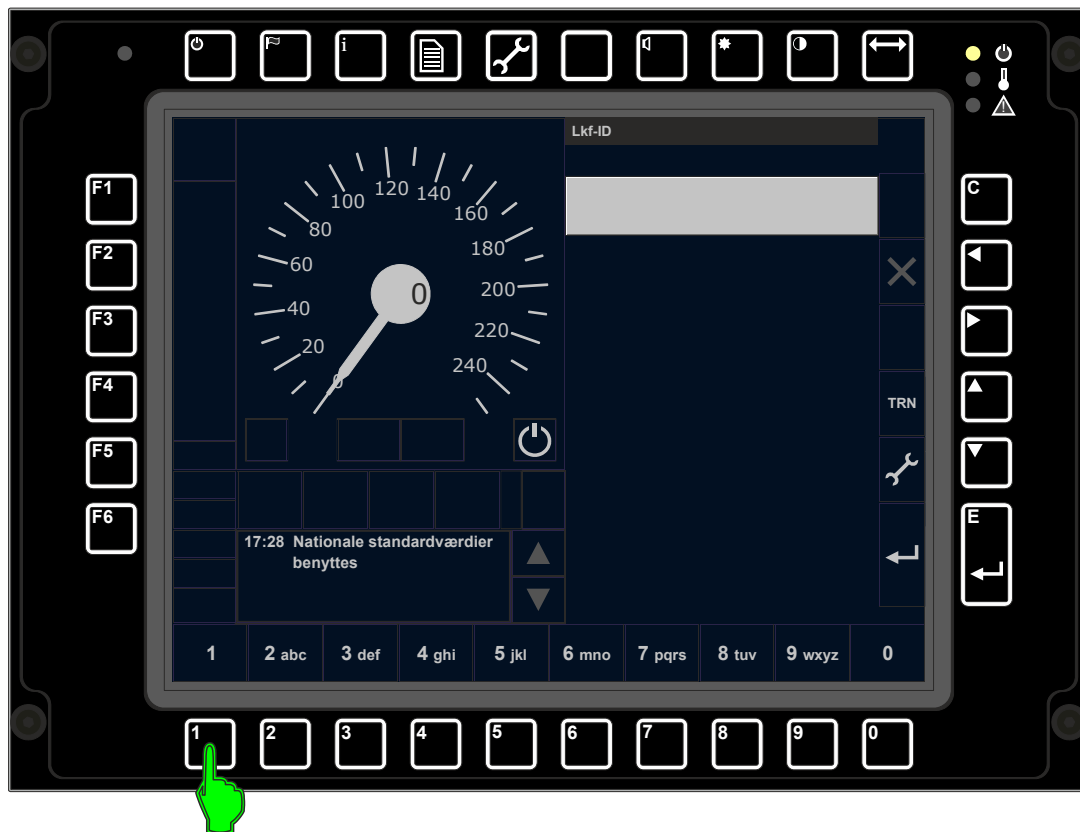 i
Lkf-ID
F1
F2
F3
F4
F5
F6
0
20
40
60
80
100
120
140
160
180
200
220
240
0
C
E
TRN
17:28 Nationale standardværdier
benyttes
1 2 abc 3 def 4 ghi 5 jkl 6 mno 7 pqrs 8 tuv 9 wxyz 0
1 2 3 4 5 6 7 8 9 0